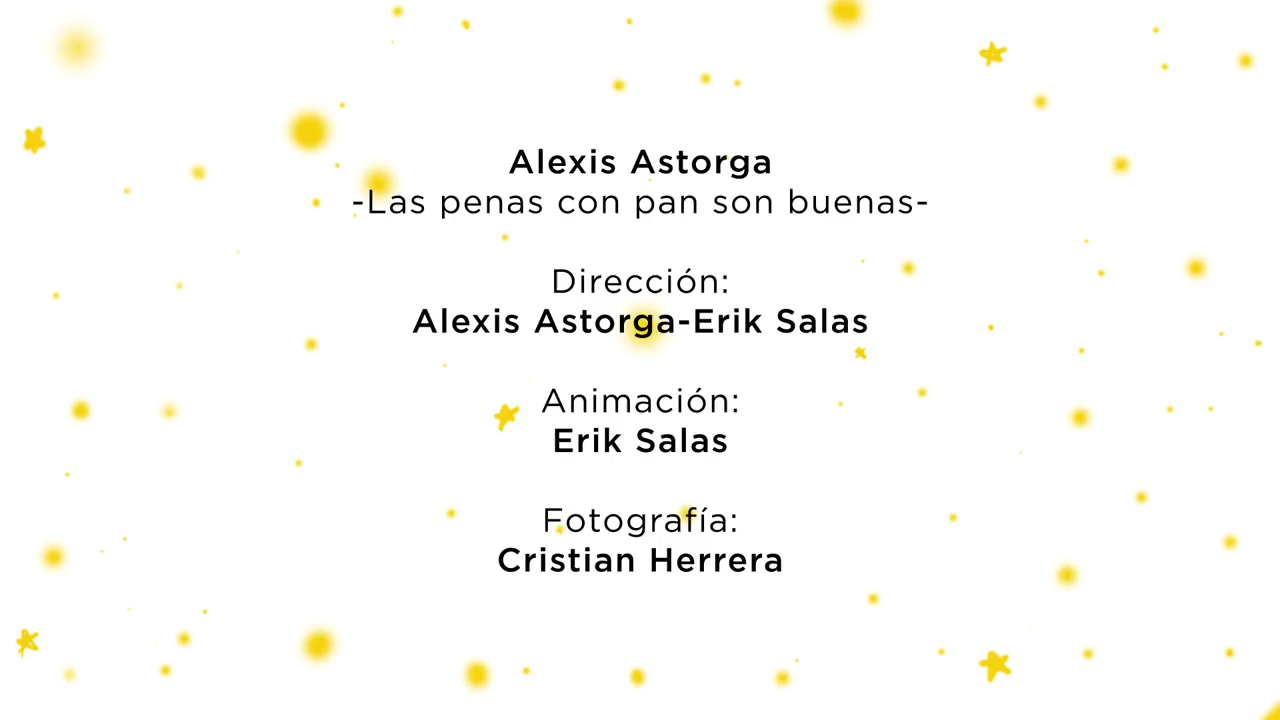 Alexis Astorga
-Las penas con pan son buenas-
Dirección:
Alexis Astorga-Erik Salas
Animación:
Erik Salas
Fotografía:
Cristian Herrera